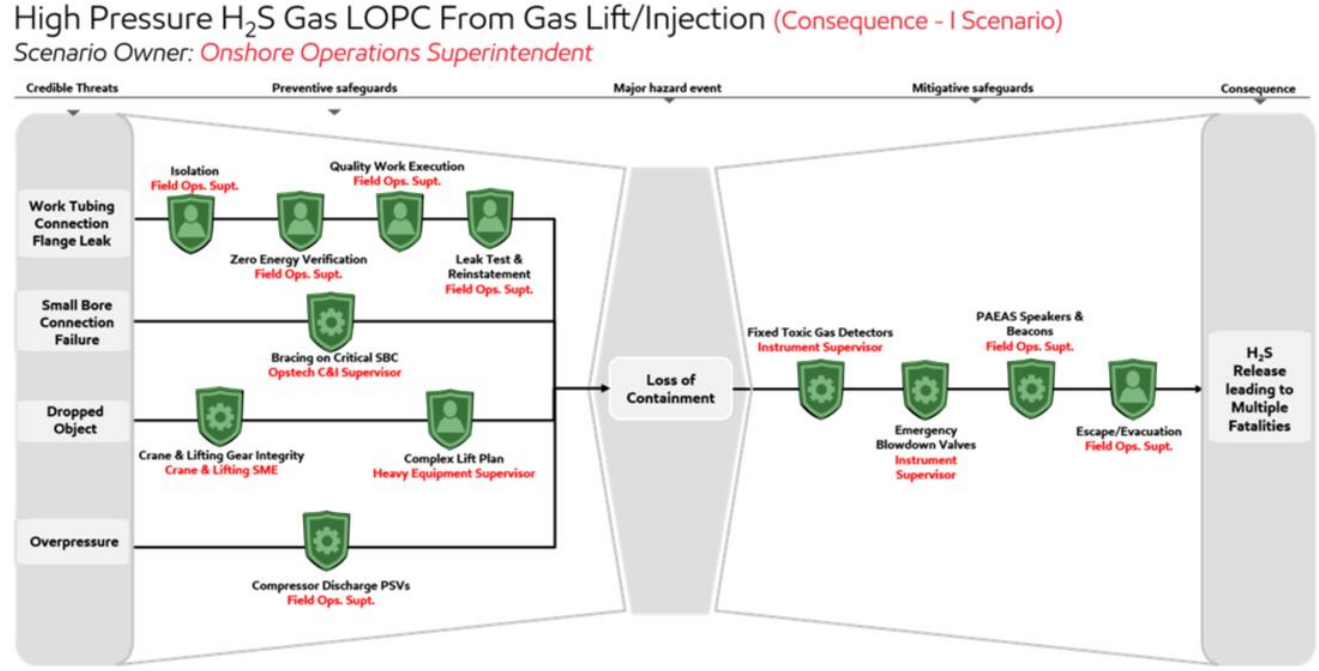 High Pressure H₂S Gas LOPC From Gas Lift/Injection (Consequence - I Scenario)
Scenario Owner: Onshore Operations Superintendent
Credible Threats
Preventive safeguards
Major hazard event
Mitigative safeguards
Consequence
Work Tubing
Connection
Flange Leak
Isolation
Field Ops. Supt.
Zero Energy Verification
Field Ops. Supt.
Quality Work Execution
Field Ops. Supt.
Leak Test &
Reinstatement
Field Ops. Supt.
Small Bore
Connection
Failure
Bracing on Critical SBC
Opstech C&I Supervisor
Dropped
Object
Crane & Lifting Gear Integrity
Crane & Lifting SME
Complex Lift Plan
Heavy Equipment Supervisor
Overpressure
Compressor Discharge PSVs
Field Ops. Supt.
Loss of
Containment
Fixed Toxic Gas Detectors
Instrument Supervisor
Emergency
Blowdown Valves
Instrument
Supervisor
PAEAS Speakers &
Beacons
Field Ops. Supt.
Escape/Evacuation
Field Ops. Supt.
H₂S
Release
leading to
Multiple
Fatalities